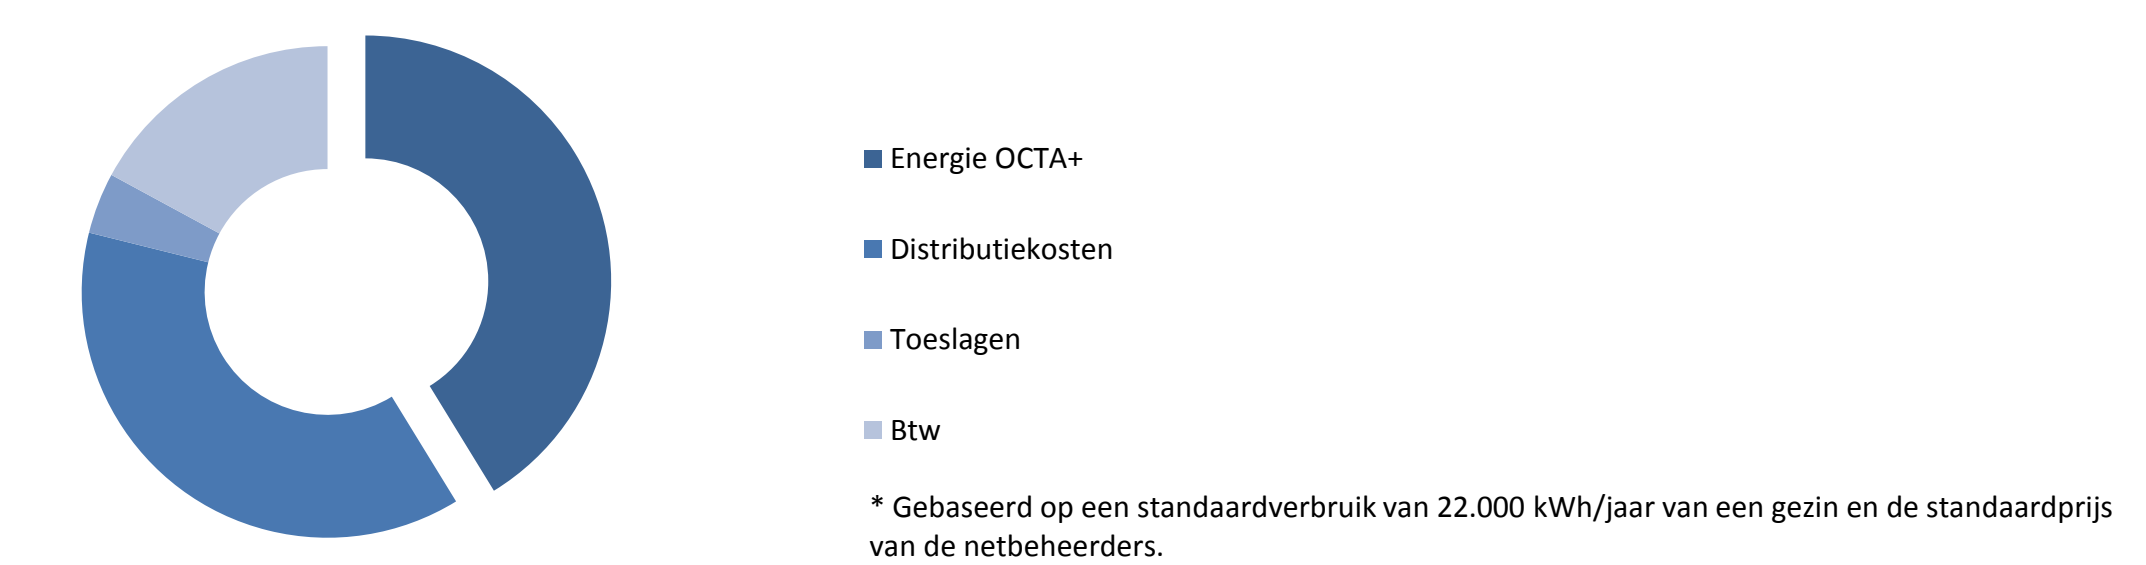 Energie OCTA+
Distributiekosten
Toeslagen
Btw
* Gebaseerd op een standaardverbruik van 22.000 kWh/jaar van een gezin en de standaardprijs
van de netbeheerders.